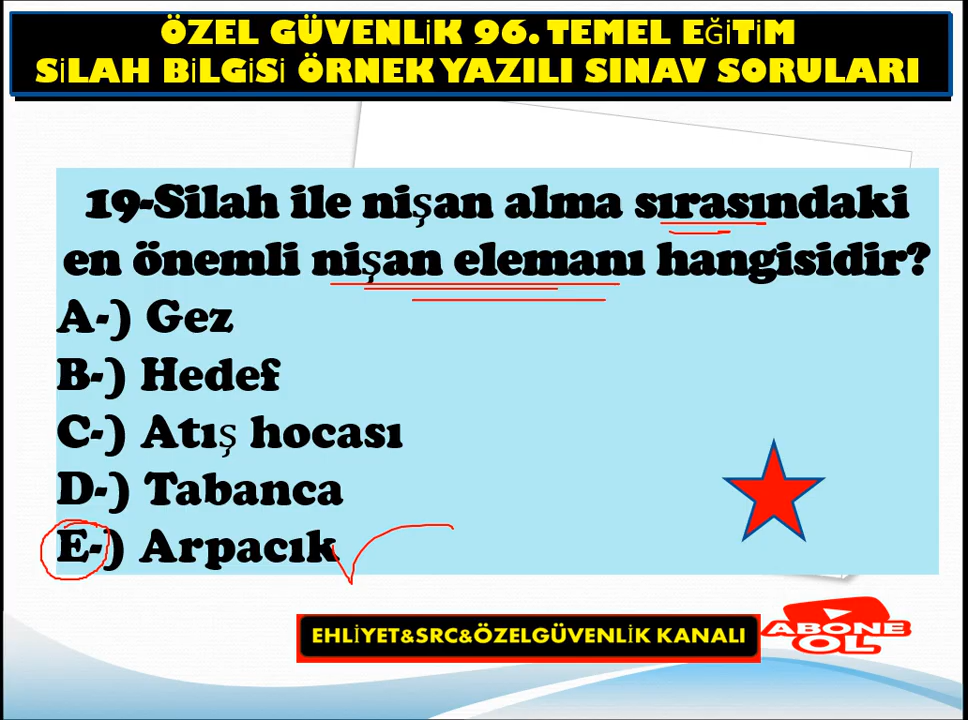 ÖZEL GÜVENLİK 96. TEMEL EĞİTİM
SİLAH BİLGİSİ ÖRNEK YAZILI SINAV SORULARI
19-Silah ile nişan alma sırasındaki
en önemli nişan elemanı hangisidir?
A-) Gez
B-) Hedef
C-) Atış hocası
D-) Tabanca
E-) Arpacık
EHLİYET&SRC&ÖZELGÜVENLİK KANALI
ABONE
OL